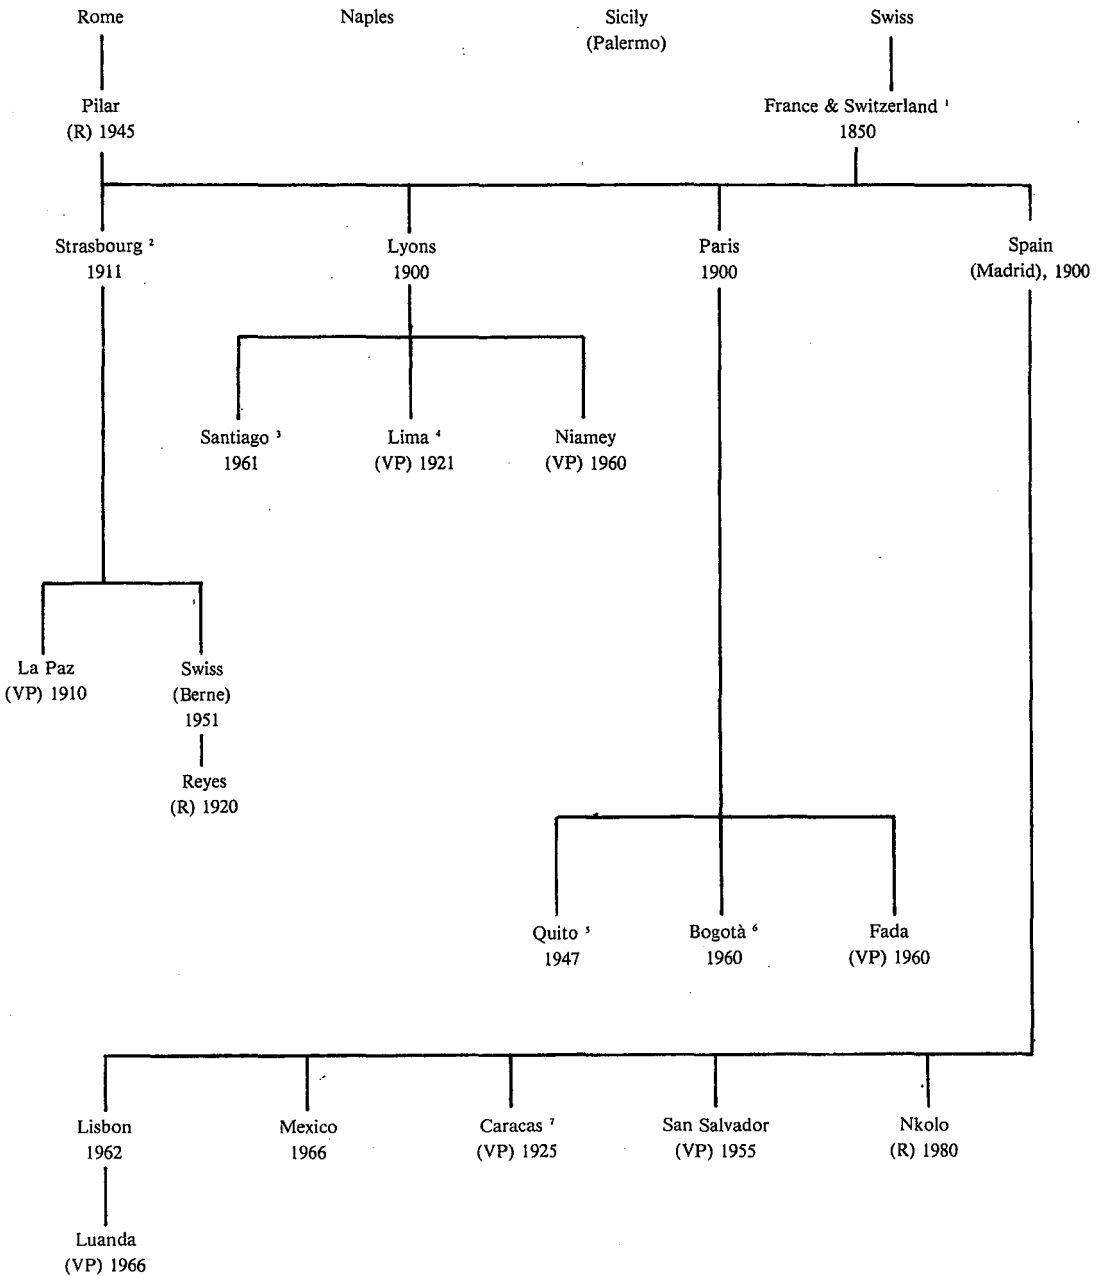 Rome Naples Sicily Swiss
(Palermo)
Pilar France & Switzerland ¹
(R) 1945 1850
Strasbourg ² Lyons Paris Spain
1911 1900 1900 (Madrid), 1900
Santiago ³ Lima ⁴ Niamey
1961 (VP) 1921 (VP) 1960
La Paz Swiss
(VP) 1910 (Berne)
1951
Reyes
(R) 1920
Quito ⁵ Bogotà ⁶ Fada
1947 1960 (VP) 1960
Lisbon Mexico Caracas ⁷ San Salvador Nkolo
1962 1966 (VP) 1925 (VP) 1955 (R) 1980
Luanda
(VP) 1966